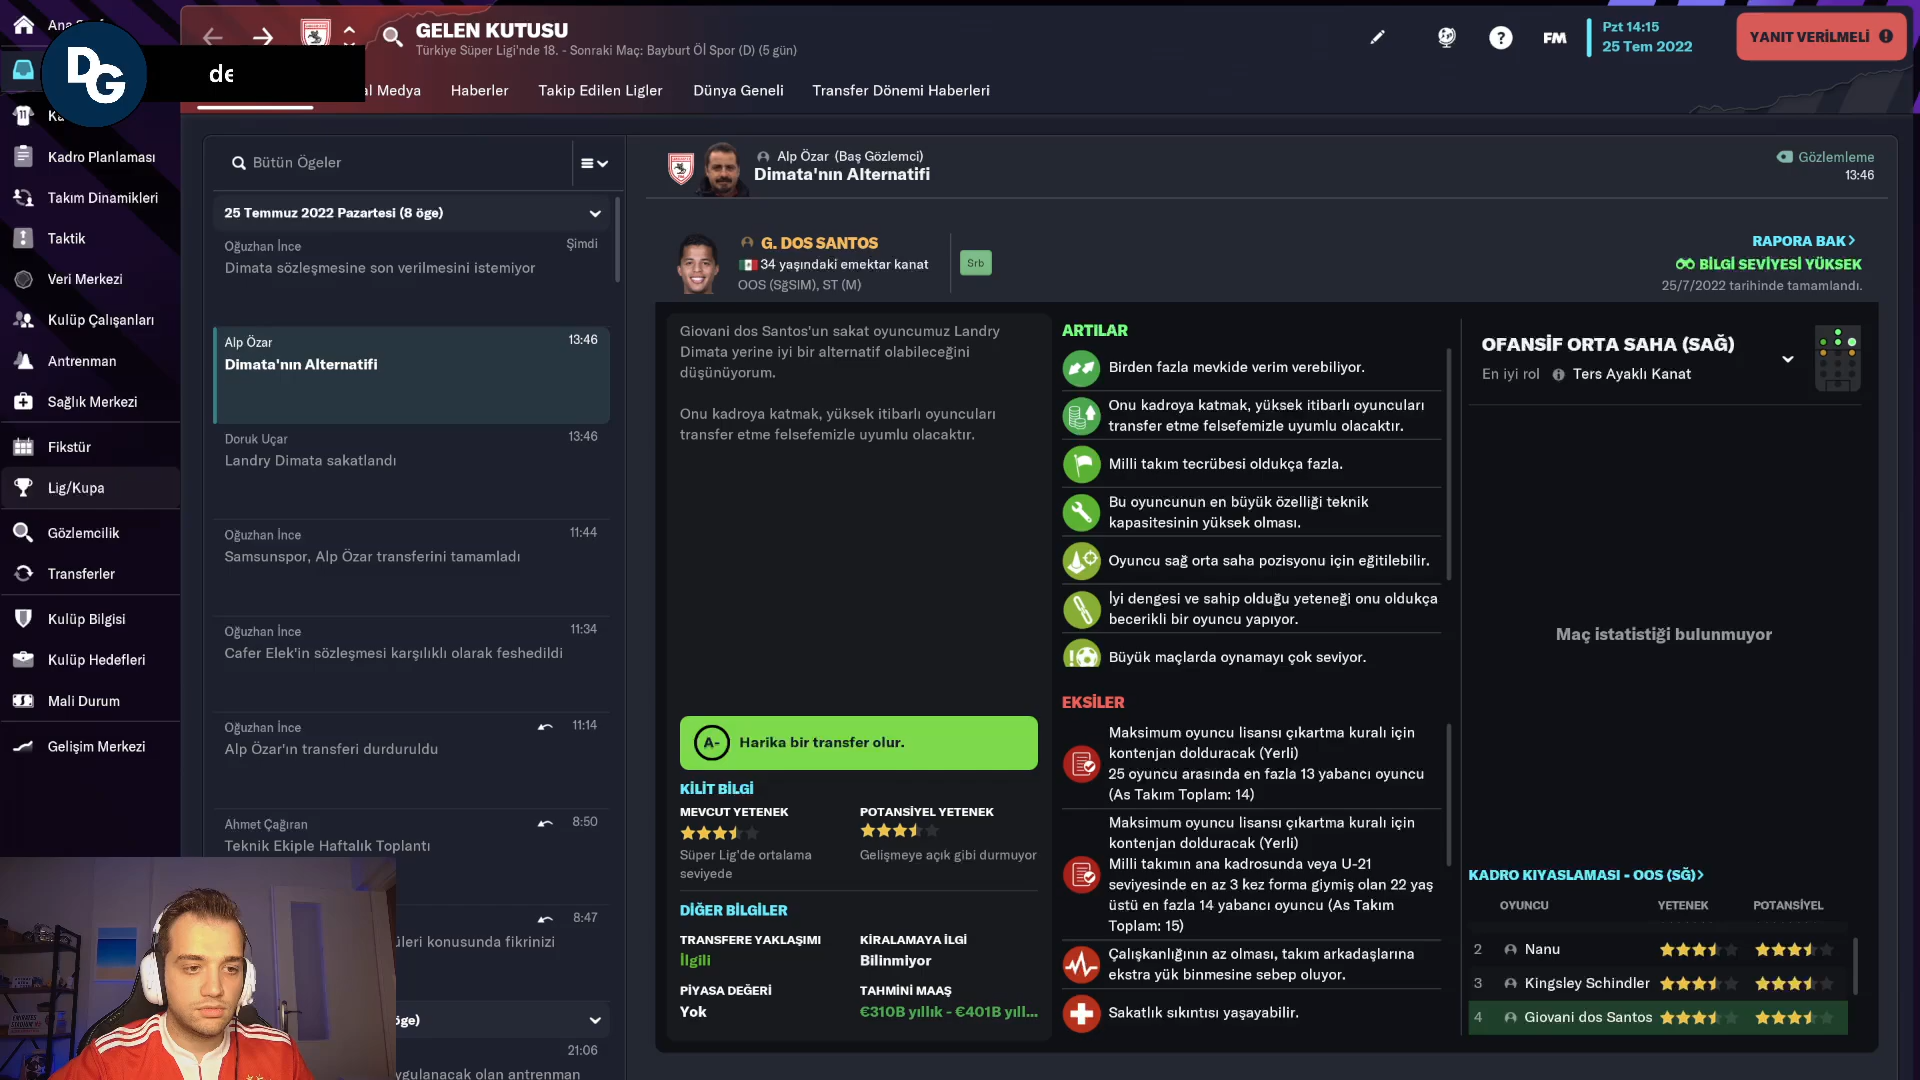 DG
de
GELEN KUTUSU
Türkiye Süper Ligi'nde 18. - Sonraki Maç: Bayburt Öl Spor (D) (5 gün)
FM
Pzt 14:15
25 Tem 2022
YANIT VERİLMELİ
al Medya
Haberler
Takip Edilen Ligler
Dünya Geneli
Transfer Dönemi Haberleri
Kadro Planlaması
Takım Dinamikleri
Taktik
Veri Merkezi
Kulüp Çalışanları
Antrenman
Sağlık Merkezi
Fikstür
Lig/Kupa
Gözlemcilik
Transferler
Kulüp Bilgisi
Kulüp Hedefleri
Mali Durum
Gelişim Merkezi
Bütün Ögeler
25 Temmuz 2022 Pazartesi (8 öge)
Oğuzhan İnce
Şimdi
Dimata sözleşmesine son verilmesini istemiyor
Alp Özar
13:46
Dimata'nın Alternatifi
Doruk Uçar
13:46
Landry Dimata sakatlandı
Oğuzhan İnce
11:44
Samsunspor, Alp Özar transferini tamamladı
Oğuzhan İnce
11:34
Cafer Elek'in sözleşmesi karşılıklı olarak feshedildi
Oğuzhan İnce
11:14
Alp Özar'ın transferi durduruldu
Ahmet Çağıran
8:50
Teknik Ekiple Haftalık Toplantı
8:47
üleri konusunda fikrinizi
öge)
21:06
uygulanacak olan antrenman
Alp Özar (Baş Gözlemci)
Dimata'nın Alternatifi
Gözlemleme
13:46
G. DOS SANTOS
34 yaşındaki emektar kanat
OOS (SğSlM), ST (M)
Srb
RAPORA BAK
BİLGİ SEVİYESİ YÜKSEK
25/7/2022 tarihinde tamamlandı.
Giovani dos Santos'un sakat oyuncumuz Landry
Dimata yerine iyi bir alternatif olabileceğini
düşünüyorum.
Onu kadroya katmak, yüksek itibarlı oyuncuları
transfer etme felsefemizle uyumlu olacaktır.
A-
Harika bir transfer olur.
KİLİT BİLGİ
MEVCUT YETENEK
Süper Lig'de ortalama
seviyede
POTANSİYEL YETENEK
Gelişmeye açık gibi durmuyor
DİĞER BİLGİLER
TRANSFERE YAKLAŞIMI
İlgili
KİRALAMAYA İLGİ
Bilinmiyor
PİYASA DEĞERİ
Yok
TAHMİNİ MAAŞ
€310B yıllık - €401B yıll...
ARTILAR
Birden fazla mevkide verim verebiliyor.
Onu kadroya katmak, yüksek itibarlı oyuncuları
transfer etme felsefemizle uyumlu olacaktır.
Milli takım tecrübesi oldukça fazla.
Bu oyuncunun en büyük özelliği teknik
kapasitesinin yüksek olması.
Oyuncu sağ orta saha pozisyonu için eğitilebilir.
İyi dengesi ve sahip olduğu yeteneği onu oldukça
becerikli bir oyuncu yapıyor.
Büyük maçlarda oynamayı çok seviyor.
EKSİLER
Maksimum oyuncu lisansı çıkartma kuralı için
kontenjan dolduracak (Yerli)
25 oyuncu arasında en fazla 13 yabancı oyuncu
(As Takım Toplam: 14)
Maksimum oyuncu lisansı çıkartma kuralı için
kontenjan dolduracak (Yerli)
Milli takımın ana kadrosunda veya U-21
seviyesinde en az 3 kez forma giymiş olan 22 yaş
üstü en fazla 14 yabancı oyuncu (As Takım
Toplam: 15)
Çalışkanlığının az olması, takım arkadaşlarına
ekstra yük binmesine sebep oluyor.
Sakatlık sıkıntısı yaşayabilir.
OFANSİF ORTA SAHA (SAĞ)
En iyi rol
Ters Ayaklı Kanat
Maç istatistiği bulunmuyor
KADRO KIYASLAMASI - OOS (SĞ)
OYUNCU
YETENEK
POTANSİYEL
2 Nanu
3 Kingsley Schindler
4 Giovani dos Santos